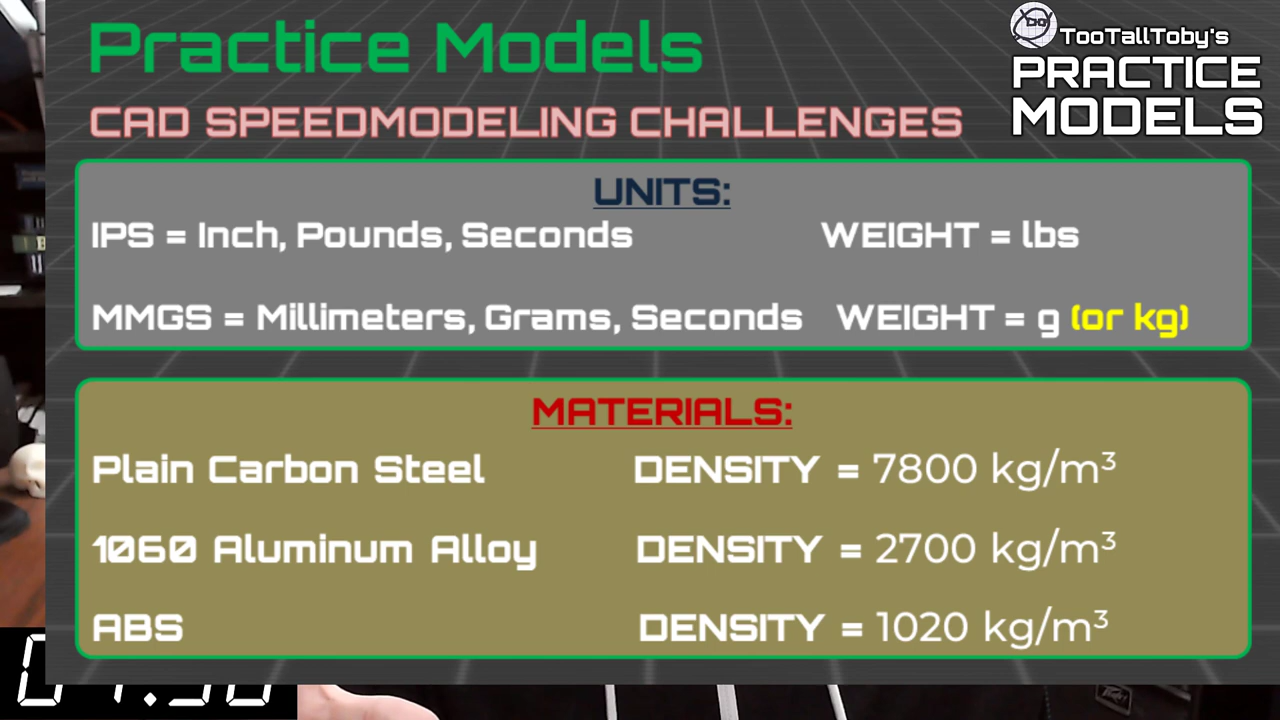 Practice Models
TooTallToby's
PRACTICE
MODELS
CAD SPEEDMODELING CHALLENGES
UNITS:
IPS = Inch, Pounds, Seconds WEIGHT = lbs
MMGS = Millimeters, Grams, Seconds WEIGHT = g (or kg)
MATERIALS:
Plain Carbon Steel DENSITY = 7800 kg/m³
1060 Aluminum Alloy DENSITY = 2700 kg/m³
ABS DENSITY = 1020 kg/m³